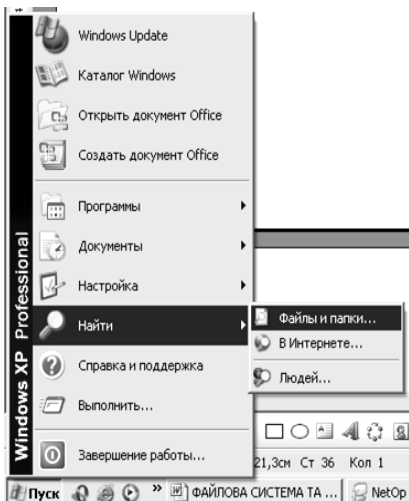 Windows Update
Каталог Windows
Открыть документ Office
Создать документ Office
Программы
Документы
Настройка
Найти
Файлы и папки...
В Интернете...
Людей...
Справка и поддержка
Выполнить...
Завершение работы...
Windows XP Professional
21,3см Ст 36 Кол 1
Пуск » ФАЙЛОВА СИСТЕМА ТА ... NetOp